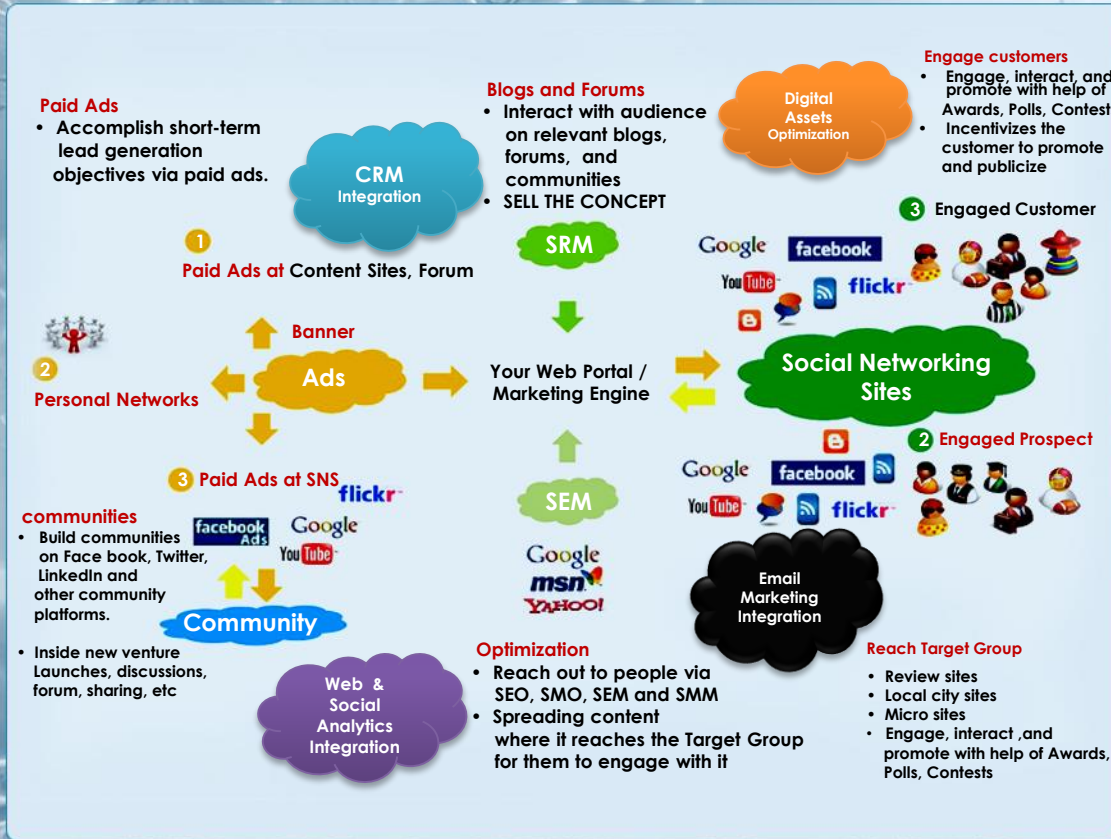 Paid Ads
• Accomplish short-term
lead generation
objectives via paid ads.
CRM
Integration
Blogs and Forums
• Interact with audience
on relevant blogs,
forums, and
communities
• SELL THE CONCEPT
Digital
Assets
Optimization
Engage customers
• Engage, interact, and
promote with help of
Awards, Polls, Contest
• Incentivizes the
customer to promote
and publicize
1
Paid Ads at Content Sites, Forum
SRM
3 Engaged Customer
Google
facebook
YouTube
flickr
Banner
Ads
2
Personal Networks
Your Web Portal /
Marketing Engine
Social Networking
Sites
2 Engaged Prospect
Google
facebook
YouTube
flickr
3 Paid Ads at SNS
flickr
facebook
Ads
Google
YouTube
SEM
Google
msn
YAHOO!
communities
• Build communities
on Face book, Twitter,
LinkedIn and
other community
platforms.
• Inside new venture
Launches, discussions,
forum, sharing, etc
Community
Email
Marketing
Integration
Web &
Social
Analytics
Integration
Optimization
• Reach out to people via
SEO, SMO, SEM and SMM
• Spreading content
where it reaches the Target Group
for them to engage with it
Reach Target Group
• Review sites
• Local city sites
• Micro sites
• Engage, interact ,and
promote with help of Awards,
Polls, Contests